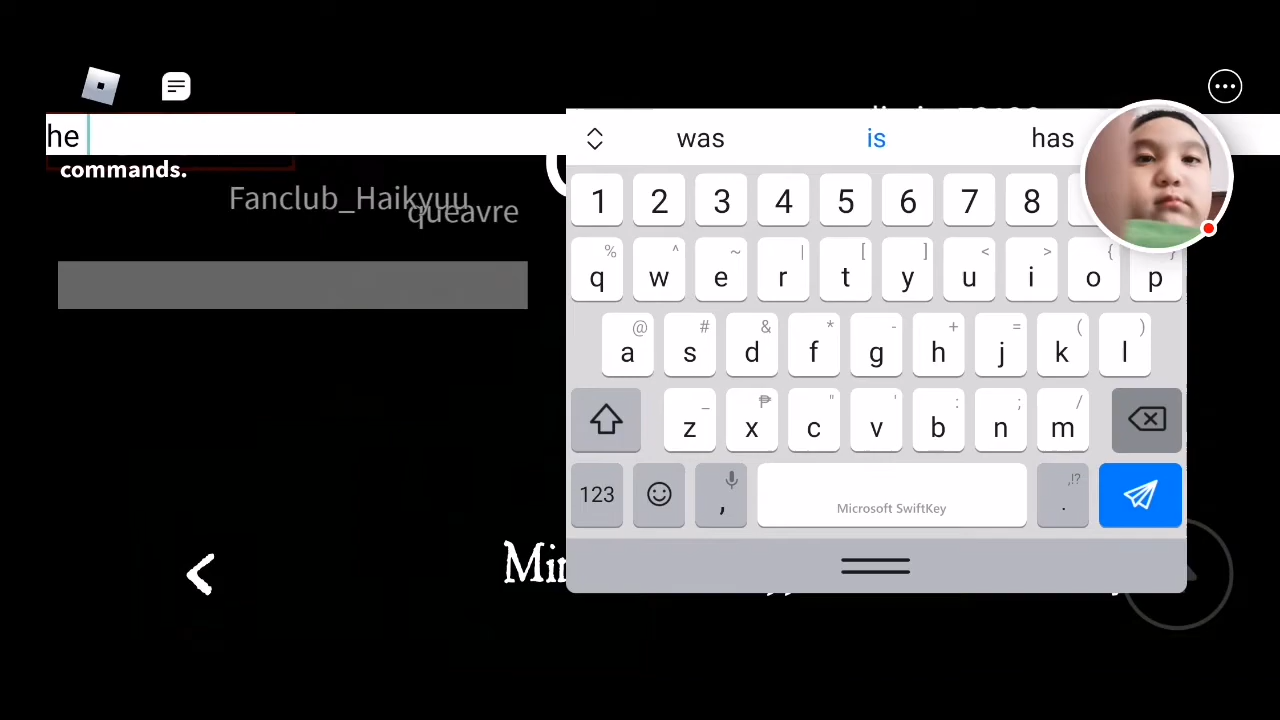 he
commands.
Fanclub_Haikyuu
queavre
was is has
1 2 3 4 5 6 7 8
% ^ ~ | [ ] < > { }
q w e r t y u i o p
@ # & * - + = ( )
a s d f g h j k l
_ ₱ " ' : ; /
z x c v b n m
,!?
123 , .
Microsoft SwiftKey